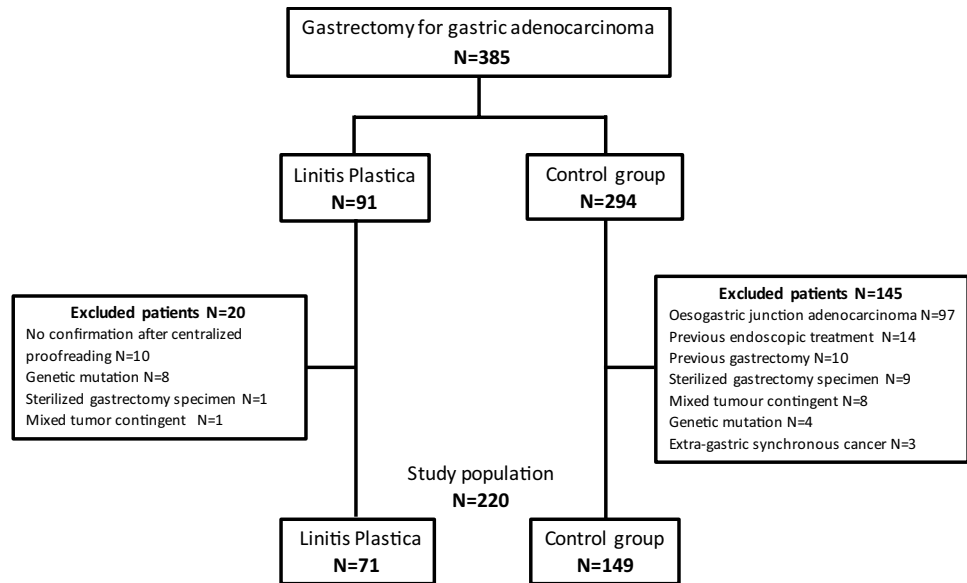 Gastrectomy for gastric adenocarcinoma
N=385
Linitis Plastica
N=91
Control group
N=294
Excluded patients N=20
No confirmation after centralized
proofreading N=10
Genetic mutation N=8
Sterilized gastrectomy specimen N=1
Mixed tumor contingent N=1
Excluded patients N=145
Oesogastric junction adenocarcinoma N=97
Previous endoscopic treatment N=14
Previous gastrectomy N=10
Sterilized gastrectomy specimen N=9
Mixed tumour contingent N=8
Genetic mutation N=4
Extra-gastric synchronous cancer N=3
Study population
N=220
Linitis Plastica
N=71
Control group
N=149